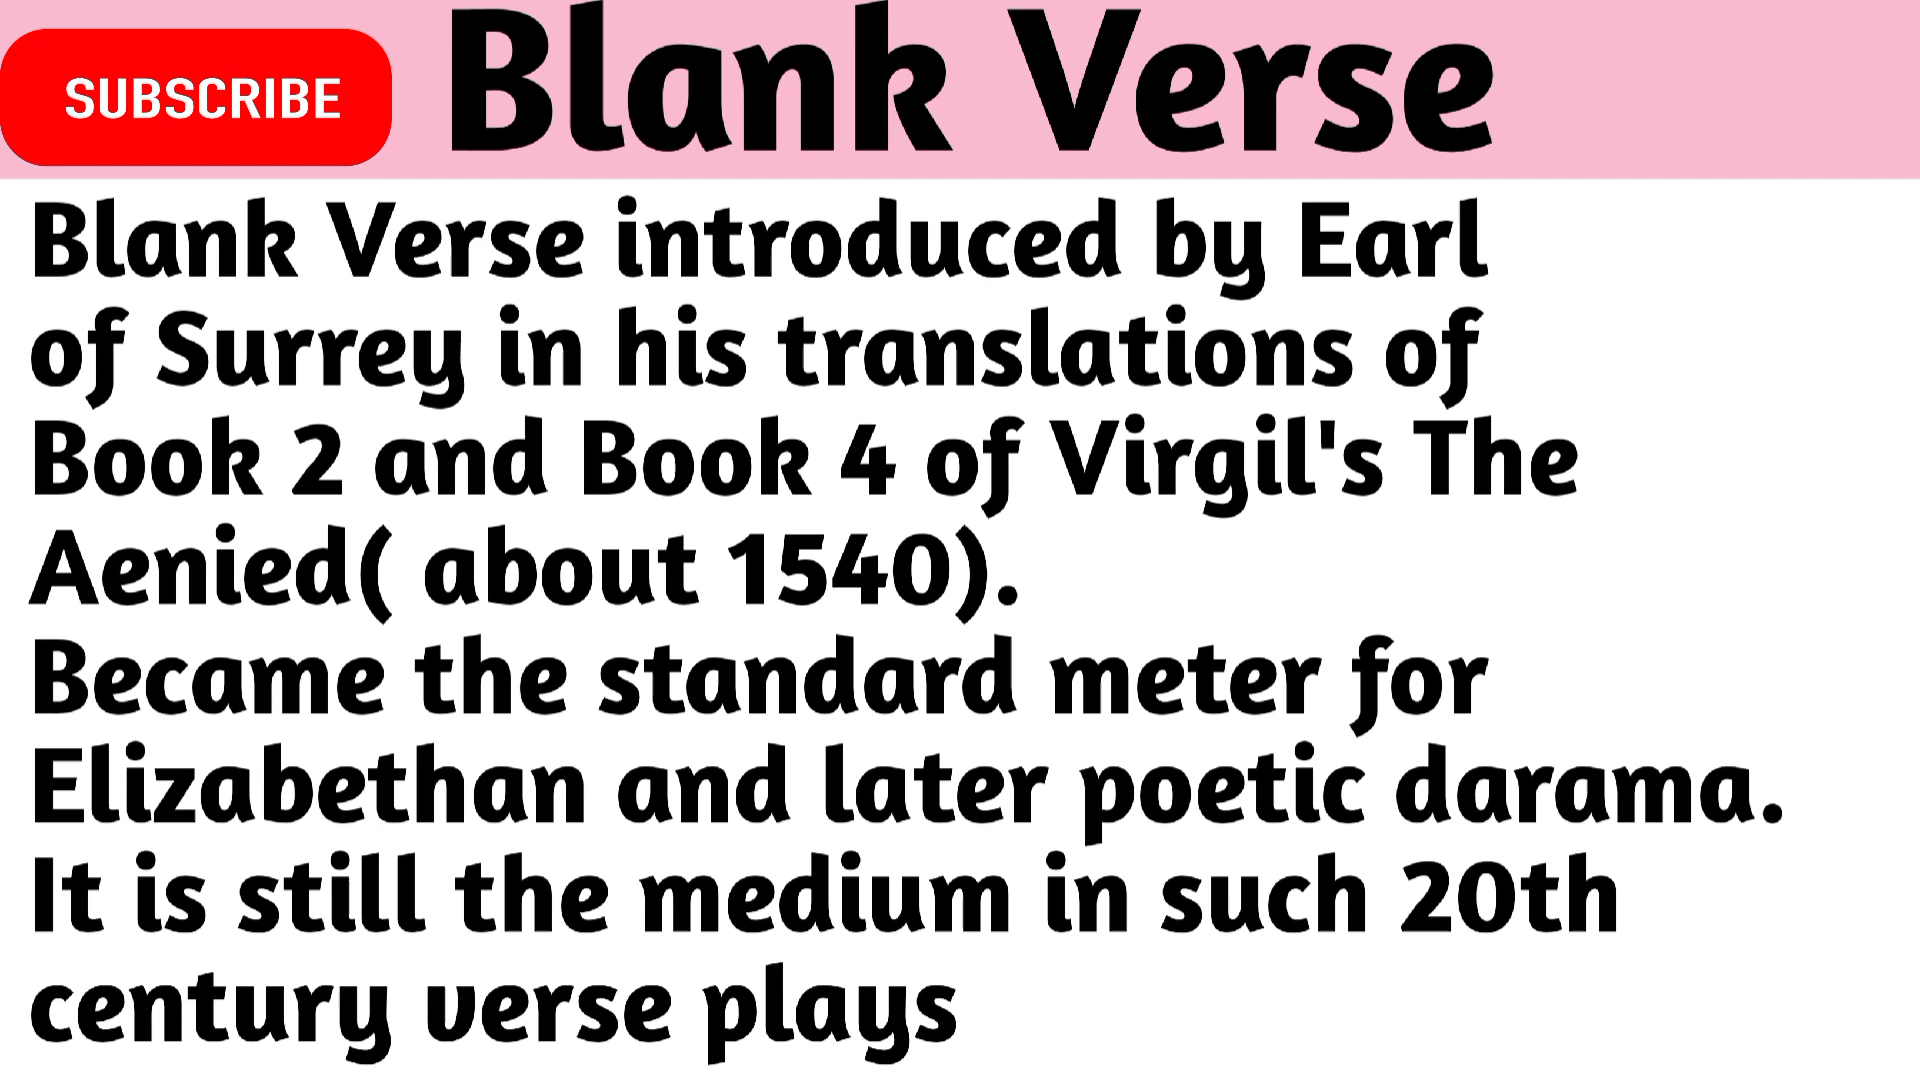 SUBSCRIBE
Blank Verse
Blank Verse introduced by Earl
of Surrey in his translations of
Book 2 and Book 4 of Virgil's The
Aenied( about 1540).
Became the standard meter for
Elizabethan and later poetic darama.
It is still the medium in such 20th
century verse plays